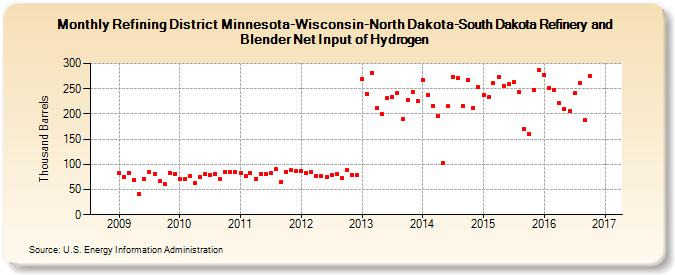 Monthly Refining District Minnesota-Wisconsin-North Dakota-South Dakota Refinery and
Blender Net Input of Hydrogen
Thousand Barrels
300
250
200
150
100
50
0
2009 2010 2011 2012 2013 2014 2015 2016 2017
Source: U.S. Energy Information Administration